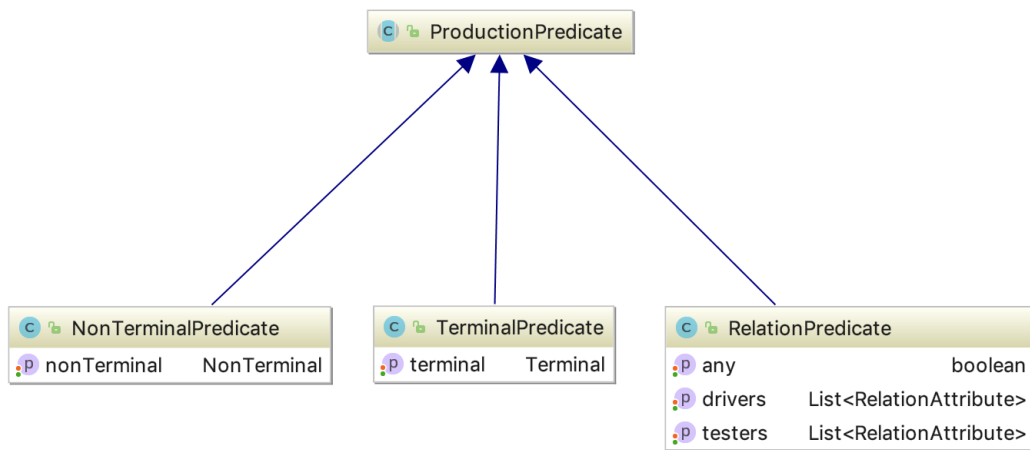 C ProductionPredicate
C NonTerminalPredicate
p nonTerminal NonTerminal
C TerminalPredicate
p terminal Terminal
C RelationPredicate
p any boolean
p drivers List<RelationAttribute>
p testers List<RelationAttribute>